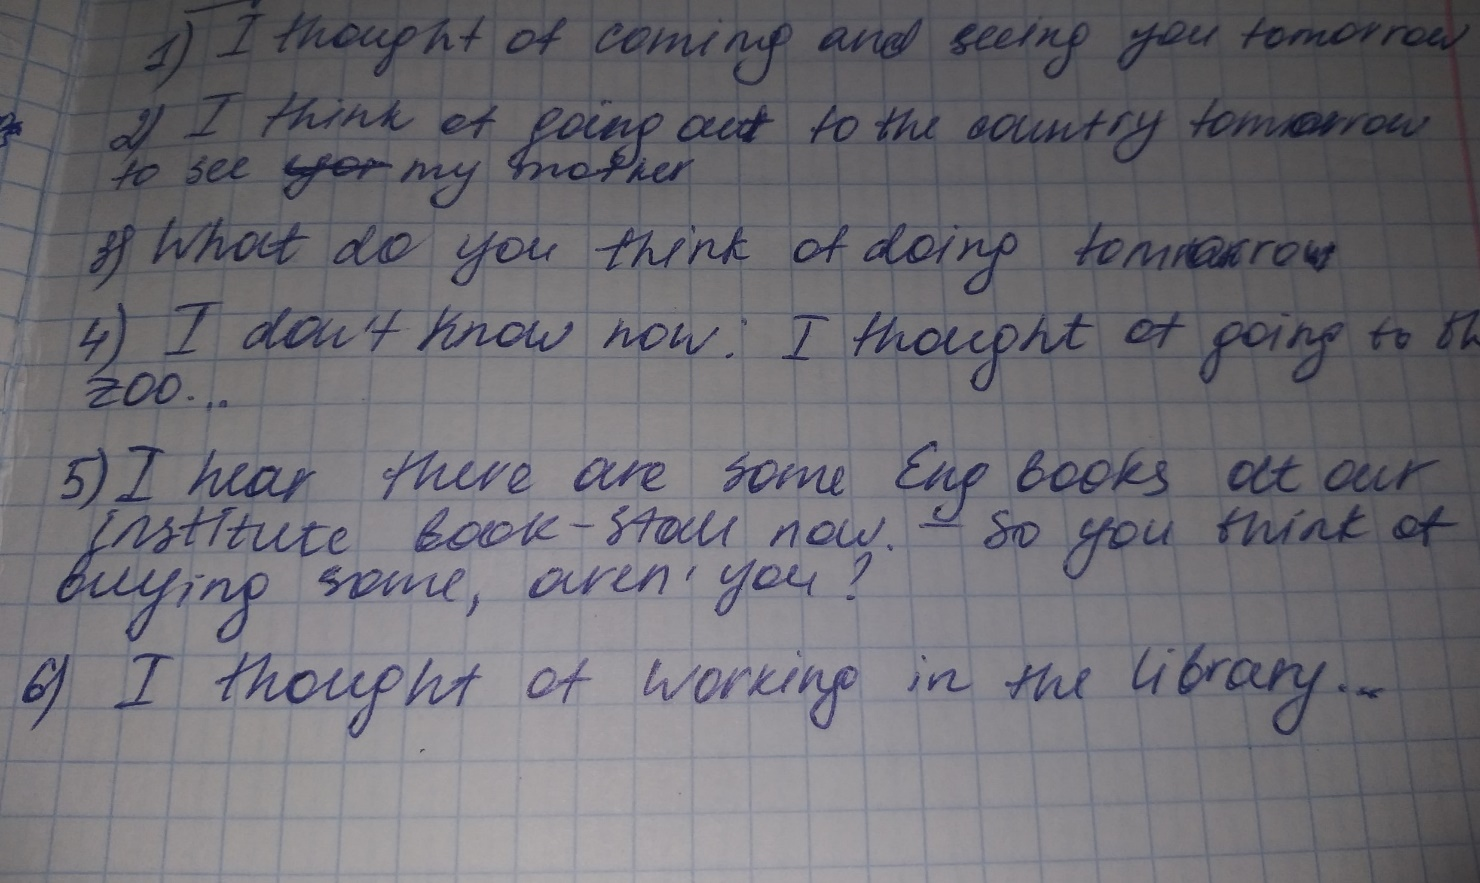 1) I thought of coming and seeing you tomorrow
2) I think of going out to the country tomorrow
to see my mother
3) What do you think of doing tomorrow
4) I don't know now: I thought of going to th
zoo...
5) I hear there are some Eng books at our
institute book-stall now. – So you think of
buying some, aren' you?
6) I thought of working in the library...